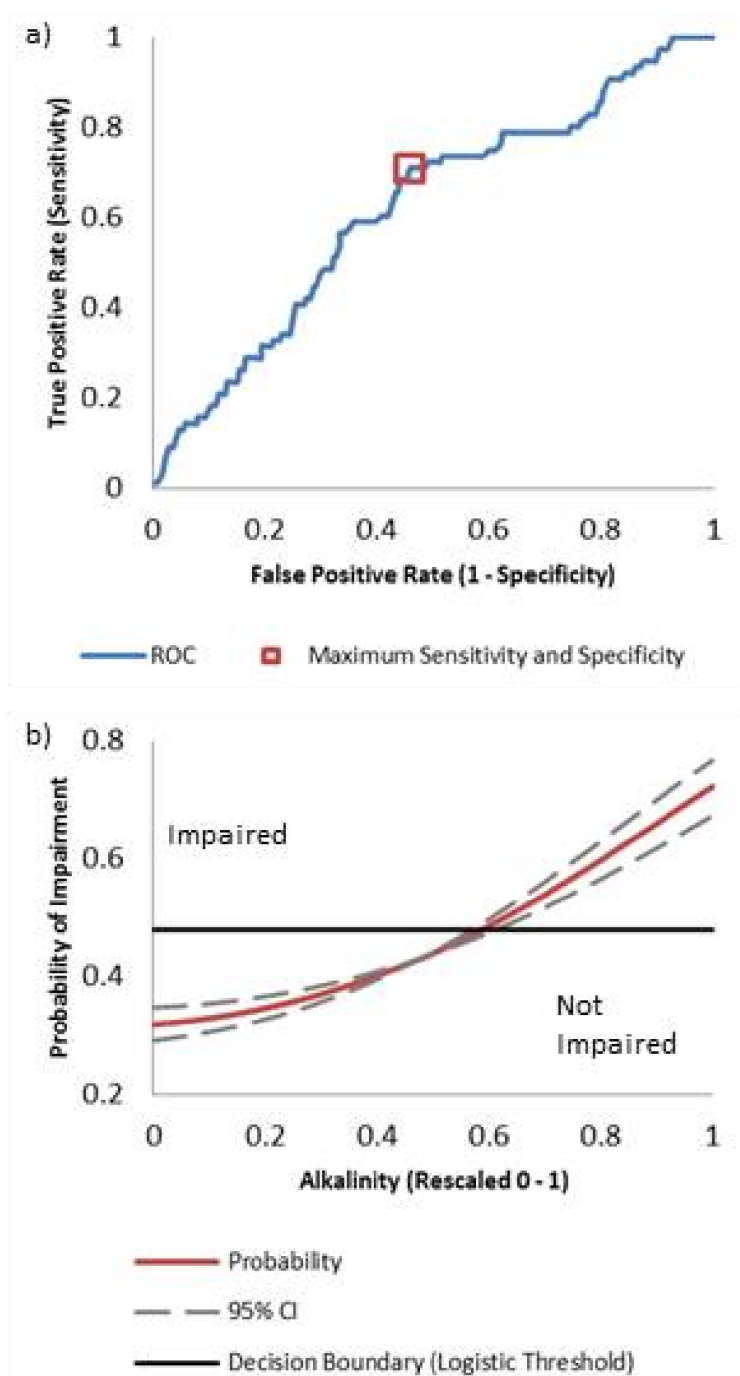 a)
1
0.8
0.6
0.4
0.2
0
True Positive Rate (Sensitivity)
0 0.2 0.4 0.6 0.8 1
False Positive Rate (1 - Specificity)
ROC Maximum Sensitivity and Specificity
b)
0.8
0.6
0.4
0.2
Probability of Impairment
Impaired
Not
Impaired
0 0.2 0.4 0.6 0.8 1
Alkalinity (Rescaled 0 - 1)
Probability
95% CI
Decision Boundary (Logistic Threshold)